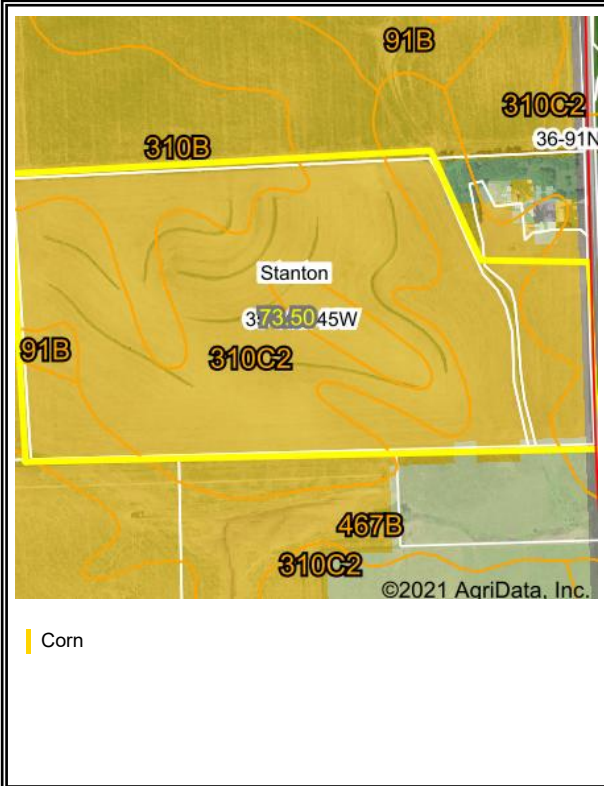 91B
310C2
310B
36-91N
Stanton
73.50
45W
91B
310C2
467B
310C2
©2021 AgriData, Inc.
Corn